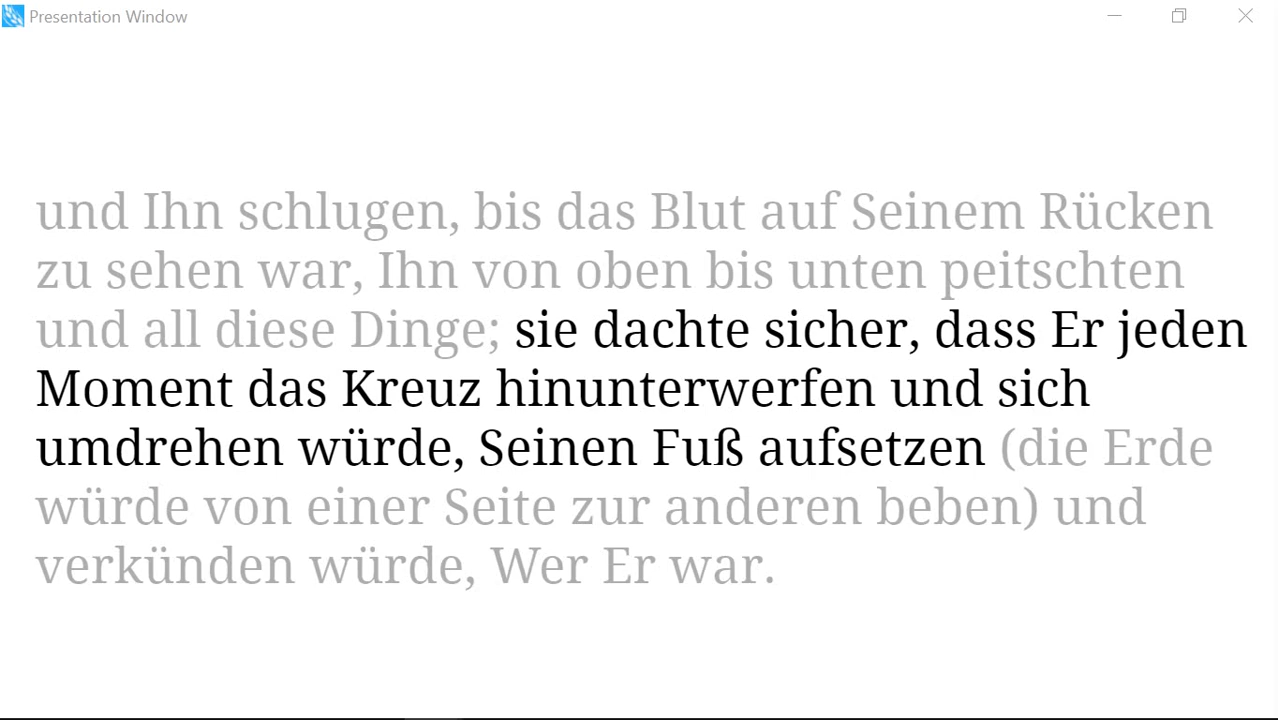 Presentation Window
und Ihn schlugen, bis das Blut auf Seinem Rücken
zu sehen war, Ihn von oben bis unten peitschten
und all diese Dinge; sie dachte sicher, dass Er jeden
Moment das Kreuz hinunterwerfen und sich
umdrehen würde, Seinen Fuß aufsetzen (die Erde
würde von einer Seite zur anderen beben) und
verkünden würde, Wer Er war.